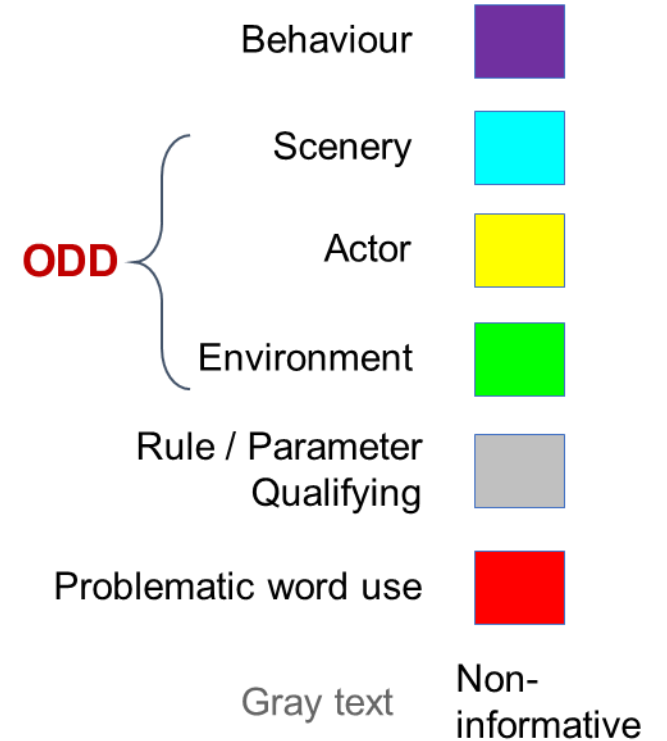 Behaviour
Scenery
Actor
ODD
Environment
Rule / Parameter
Qualifying
Problematic word use
Gray text
Non-
informative